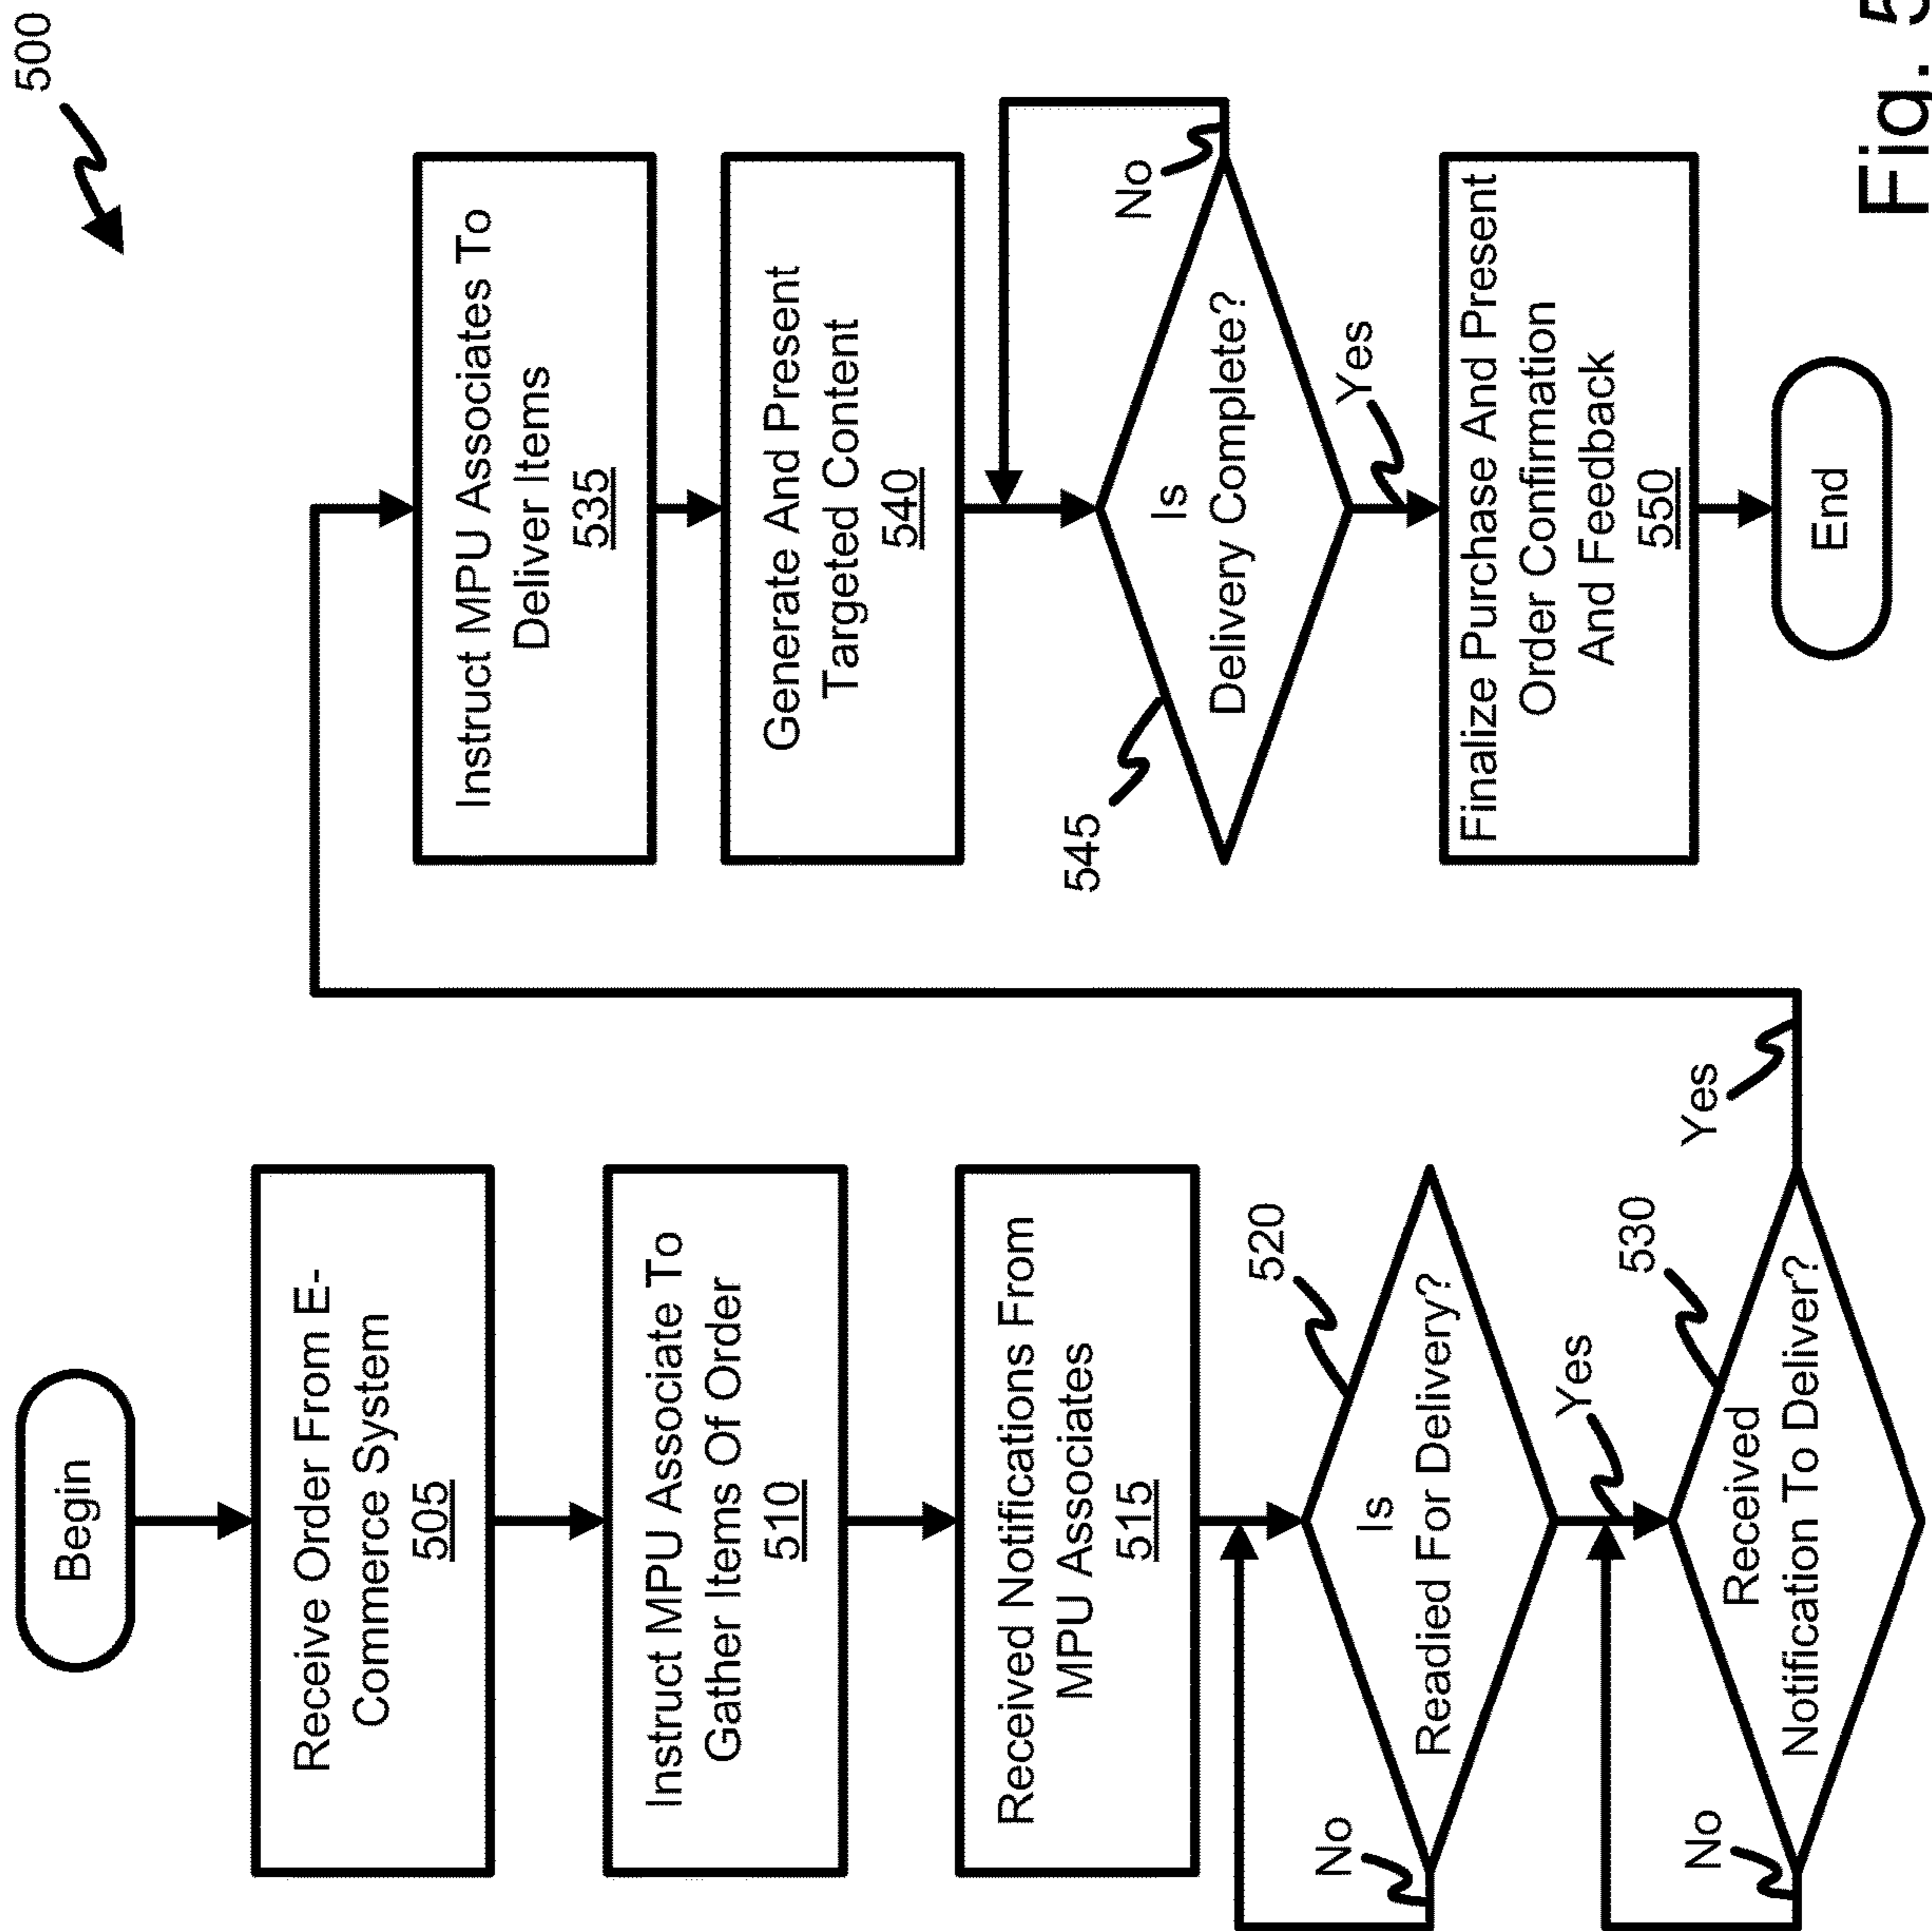 500
Begin
Receive Order From E-
Commerce System
505
Instruct MPU Associate To
Gather Items Of Order
510
Received Notifications From
MPU Associates
515
520
Is
Readied For Delivery?
No
Yes
530
Received
Notification To Deliver?
No
Yes
Instruct MPU Associates To
Deliver Items
535
Generate And Present
Targeted Content
540
545
Is
Delivery Complete?
No
Yes
Finalize Purchase And Present
Order Confirmation
And Feedback
550
End
Fig. 5